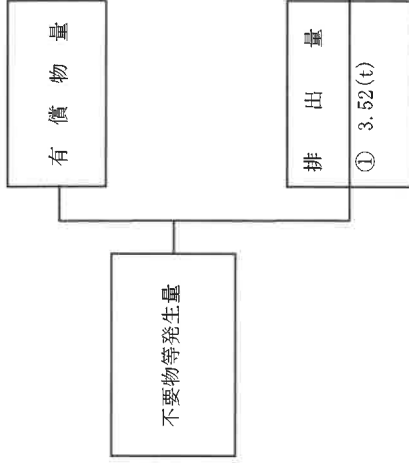 有 償 物 量
不要物等発生量
排 出 量
① 3.52(t)